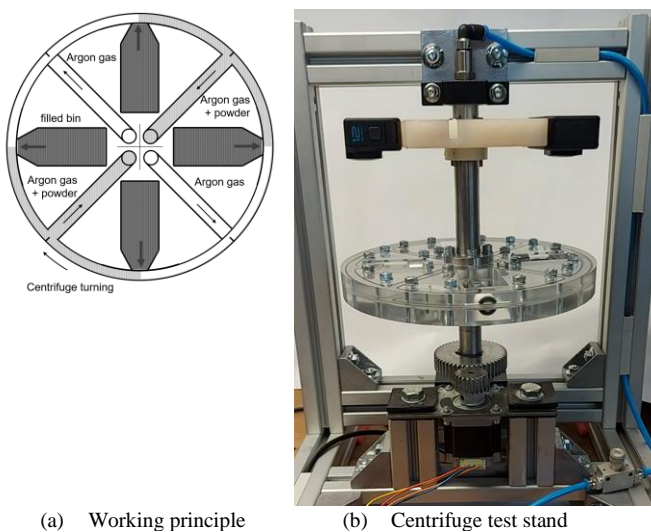 Argon gas
Argon gas
+ powder
filled bin
Argon gas
+ powder
Argon gas
Centrifuge turning
12
(a) Working principle
(b) Centrifuge test stand